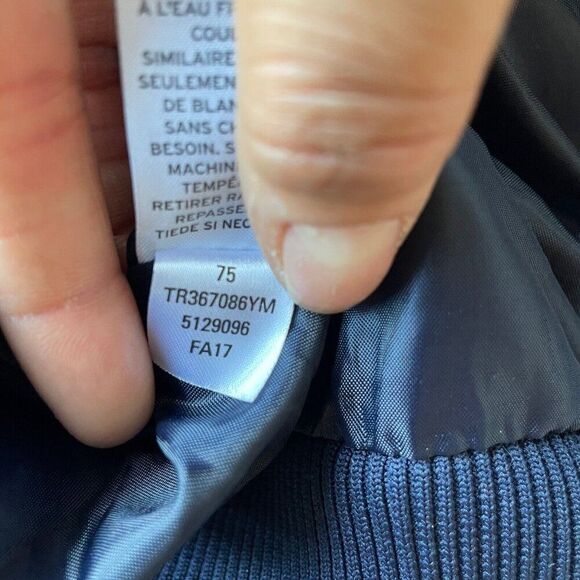 À L'EAU
COUL
SIMILAIRE
SEULEMEN
DE BLAN
SANS CH
BESOIN. S
MACHIN
TEMPÉ
RETIRER RA
REPASSE
TIEDE SI NEC
75
TR367086YM
5129096
FA17